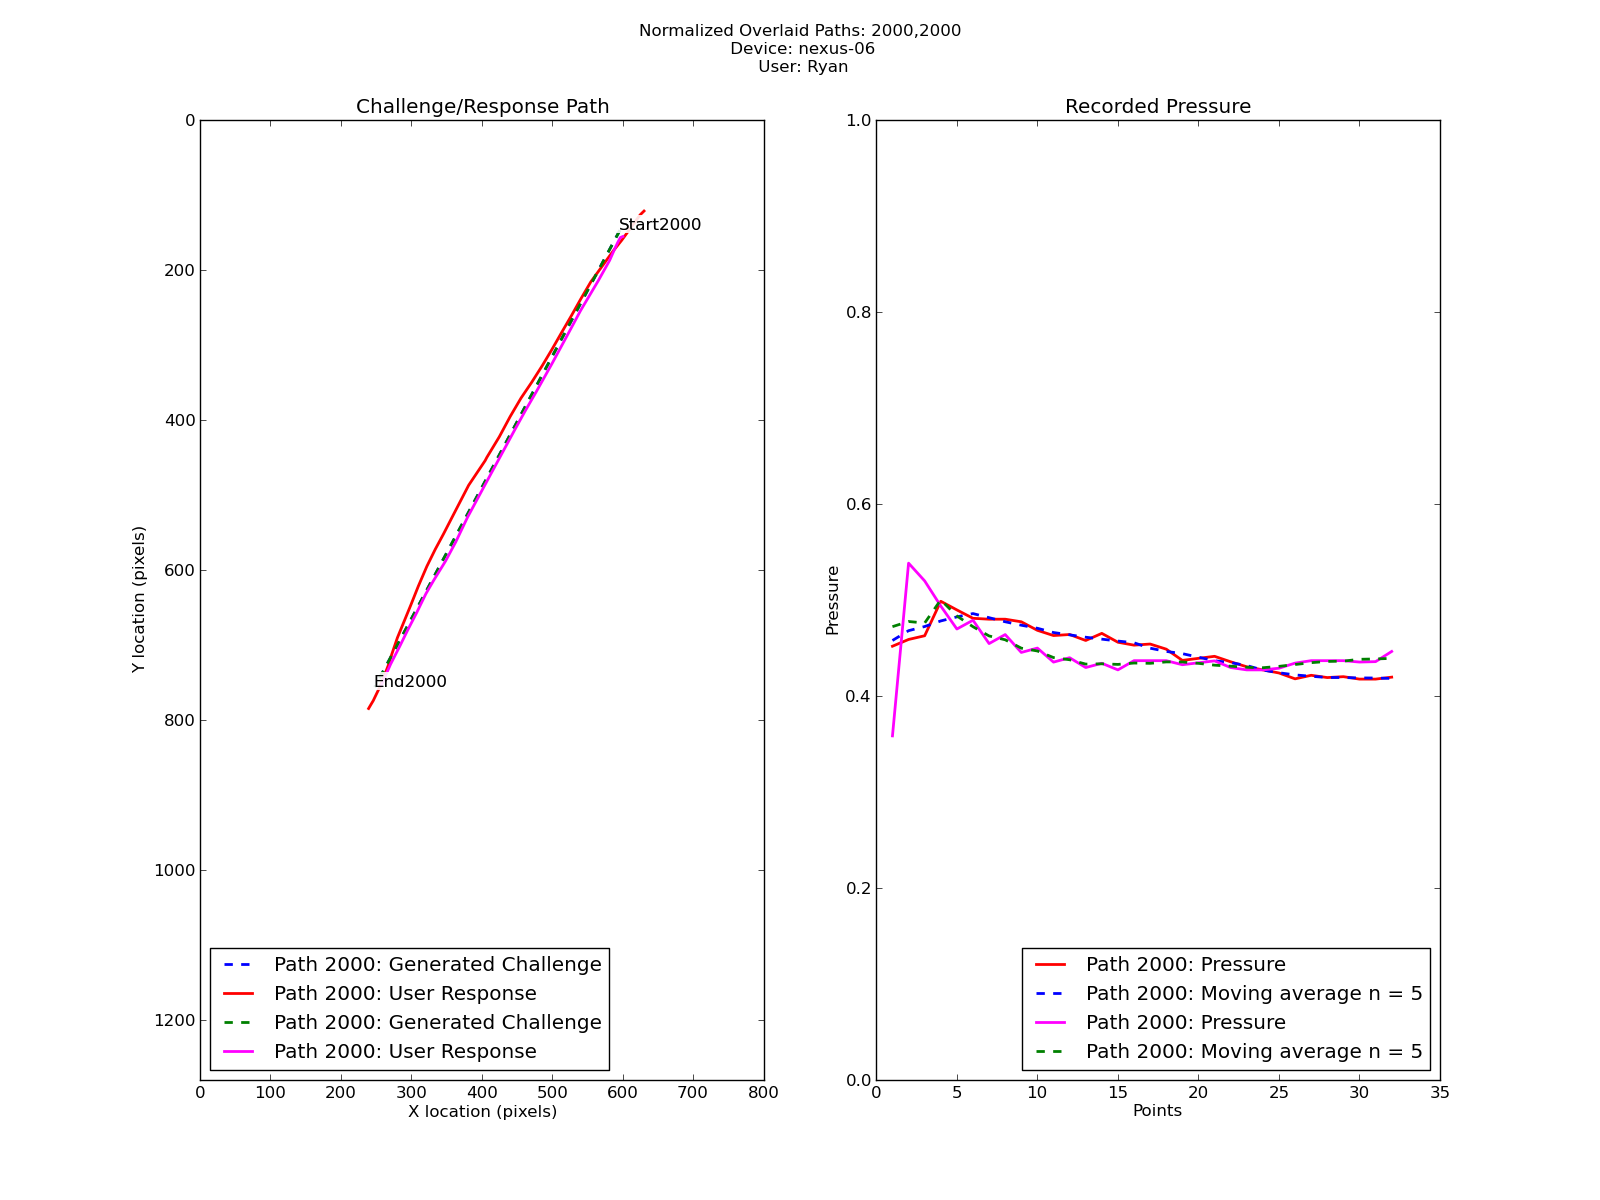 Normalized Overlaid Paths: 2000,2000
Device: nexus-06
User: Ryan
Challenge/Response Path
0
200
400
600
800
1000
1200
Y location (pixels)
Start2000
End2000
Path 2000: Generated Challenge
Path 2000: User Response
Path 2000: Generated Challenge
Path 2000: User Response
0 100 200 300 400 500 600 700 800
X location (pixels)
Recorded Pressure
1.0
0.8
0.6
0.4
0.2
0.0
Pressure
Path 2000: Pressure
Path 2000: Moving average n = 5
Path 2000: Pressure
Path 2000: Moving average n = 5
0 5 10 15 20 25 30 35
Points